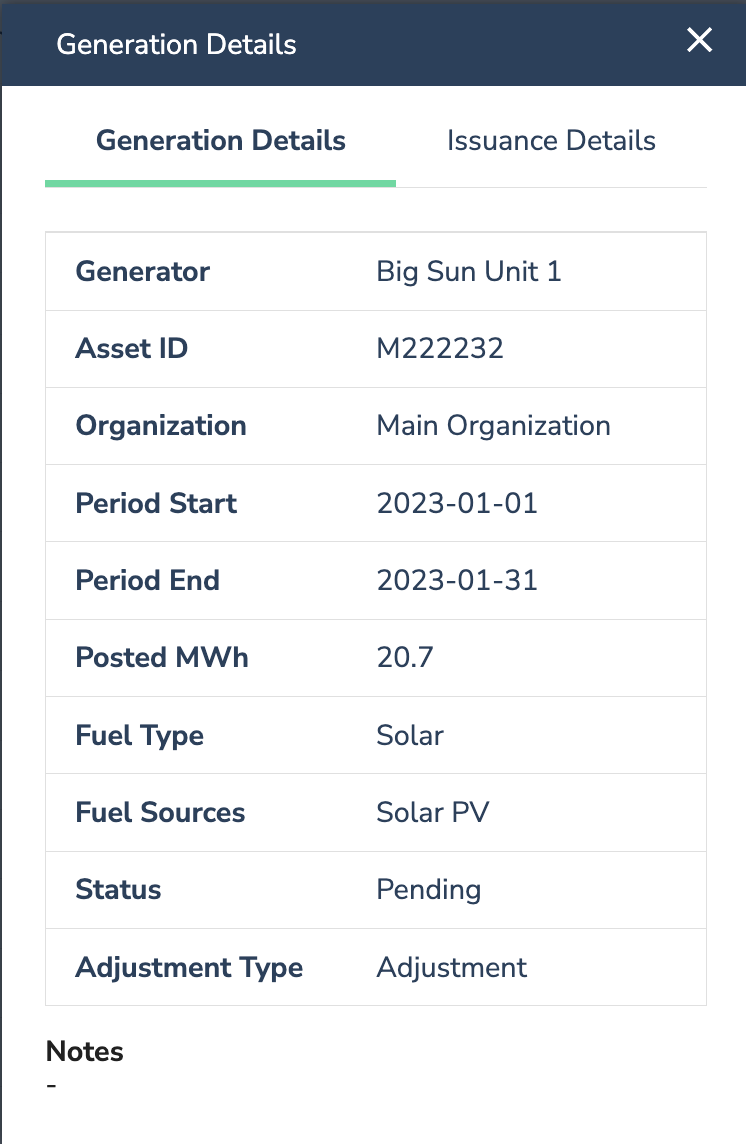 Generation Details
Generation Details Issuance Details
Generator Big Sun Unit 1
Asset ID M222232
Organization Main Organization
Period Start 2023-01-01
Period End 2023-01-31
Posted MWh 20.7
Fuel Type Solar
Fuel Sources Solar PV
Status Pending
Adjustment Type Adjustment
Notes
-